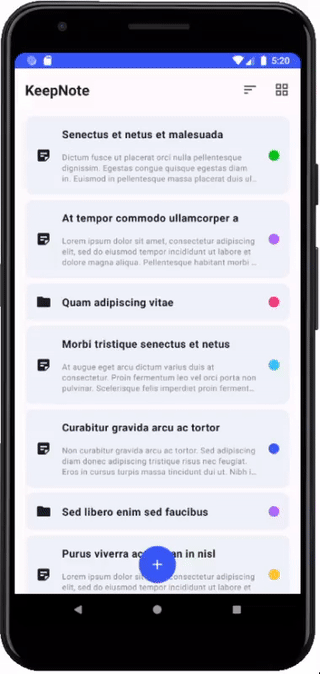 5:20
KeepNote
Senectus et netus et malesuada
Dictum fusce ut placerat orci nulla pellentesque
dignissim. Egestas congue quisque egestas diam
in. Euismod in pellentesque massa placerat duis ul..
At tempor commodo ullamcorper a
Lorem ipsum dolor sit amet, consectetur adipiscing
elit, sed do eiusmod tempor incididunt ut labore et
dolore magna aliqua. Pellentesque habitant morbi ...
Quam adipiscing vitae
Morbi tristique senectus et netus
At augue eget arcu dictum varius duis at
consectetur. Proin fermentum leo vel orci porta non
pulvinar. Scelerisque felis imperdiet proin ferment...
Curabitur gravida arcu ac tortor
Non curabitur gravida arcu ac tortor. Sed adipiscing
diam donec adipiscing tristique risus nec feugiat.
Eros in cursus turpis massa tincidunt dui ut. Nibh i...
Sed libero enim sed faucibus
Purus viverra an in nisl
Lorem ipsum dolor sit consectetur adipiscing
elit, sed do eiusmod tempor incididunt ut labore et